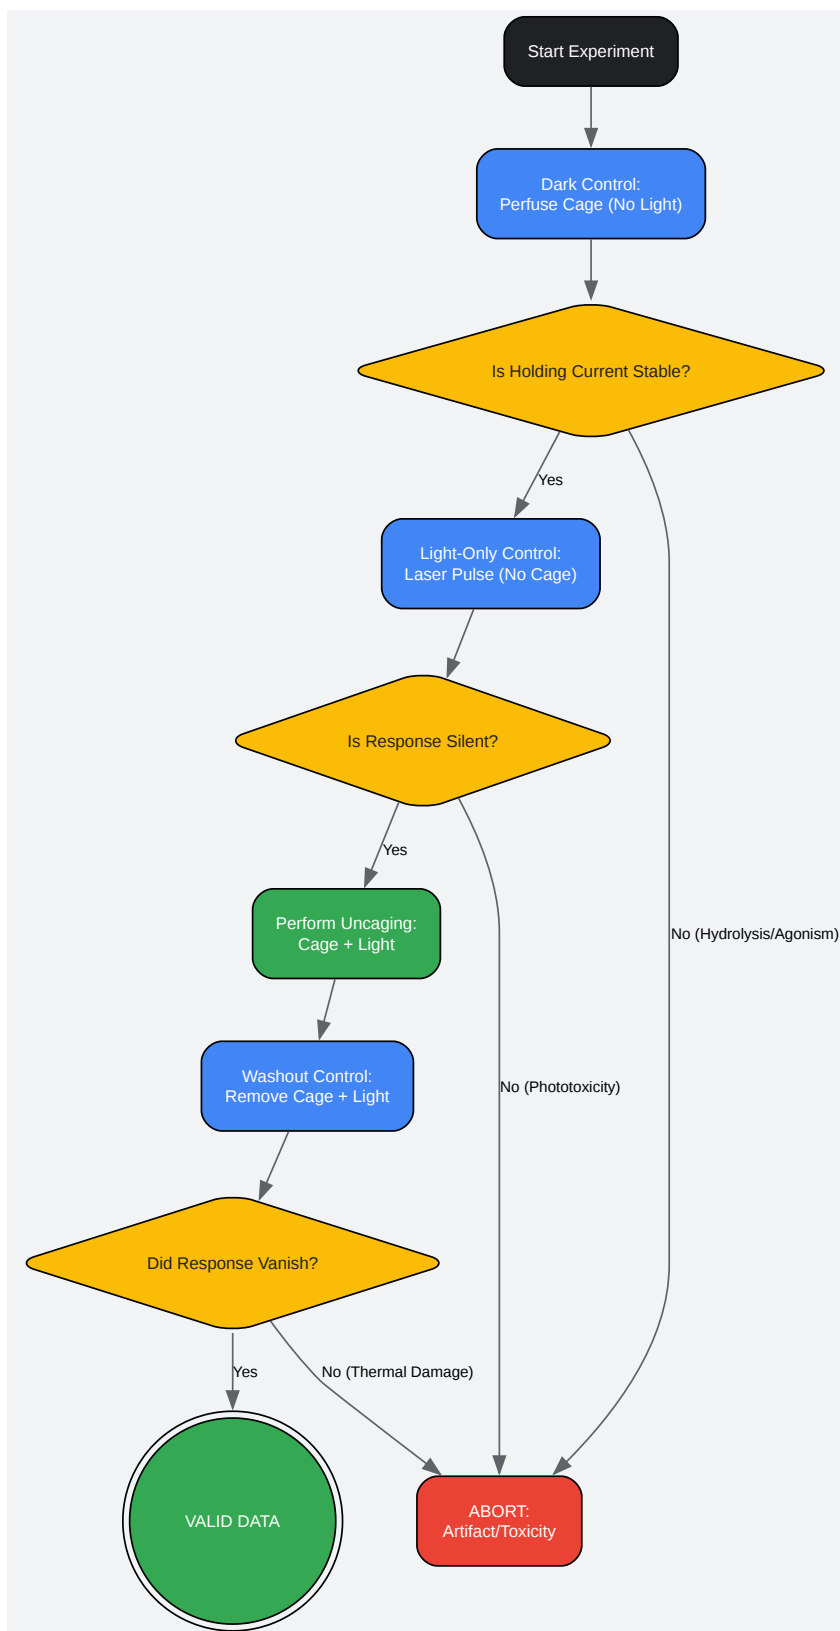 Start Experiment
Dark Control:
Perfuse Cage (No Light)
Is Holding Current Stable?
Yes
Light-Only Control:
Laser Pulse (No Cage)
Is Response Silent?
Yes
Perform Uncaging:
Cage + Light
No (Hydrolysis/Agonism)
Washout Control:
Remove Cage + Light
No (Phototoxicity)
Did Response Vanish?
Yes
No (Thermal Damage)
VALID DATA
ABORT:
Artifact/Toxicity